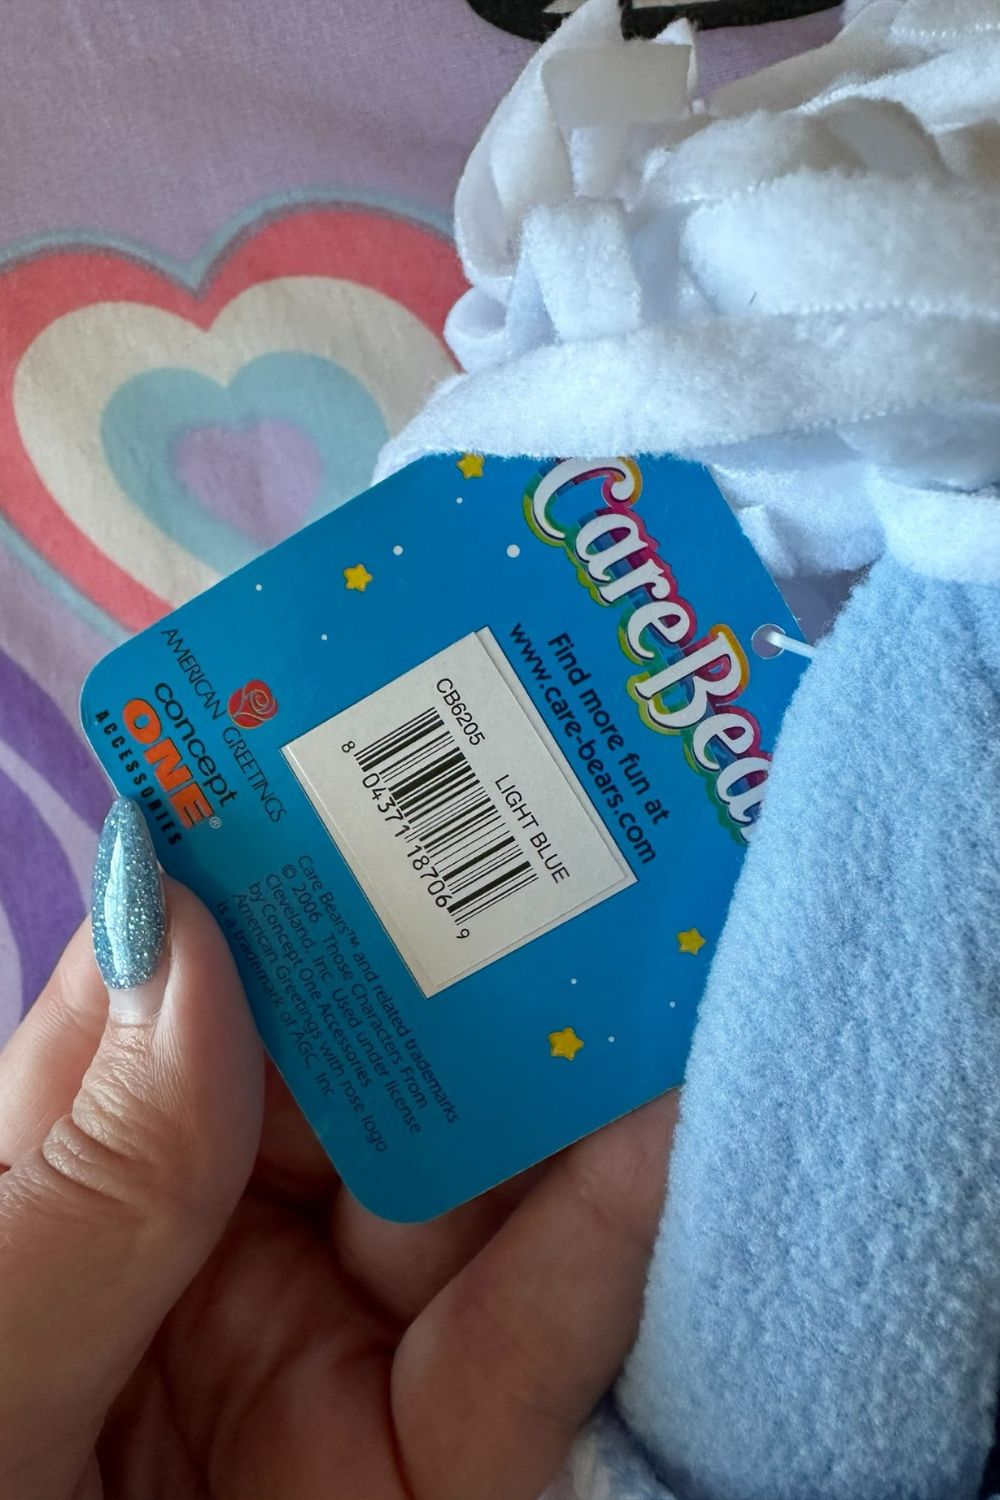 Care Bea
Find more fun at
www.care-bears.com
CB6205 LIGHT BLUE
8 04371 18706 9
AMERICAN GREETINGS
concept
ONE®
ACCESSORIES
Care Bears™ and related trademarks
© 2006 Those Characters From
Cleveland, Inc. Used under license
by Concept One Accessories
American Greetings with rose logo
is a trademark of AGC, Inc